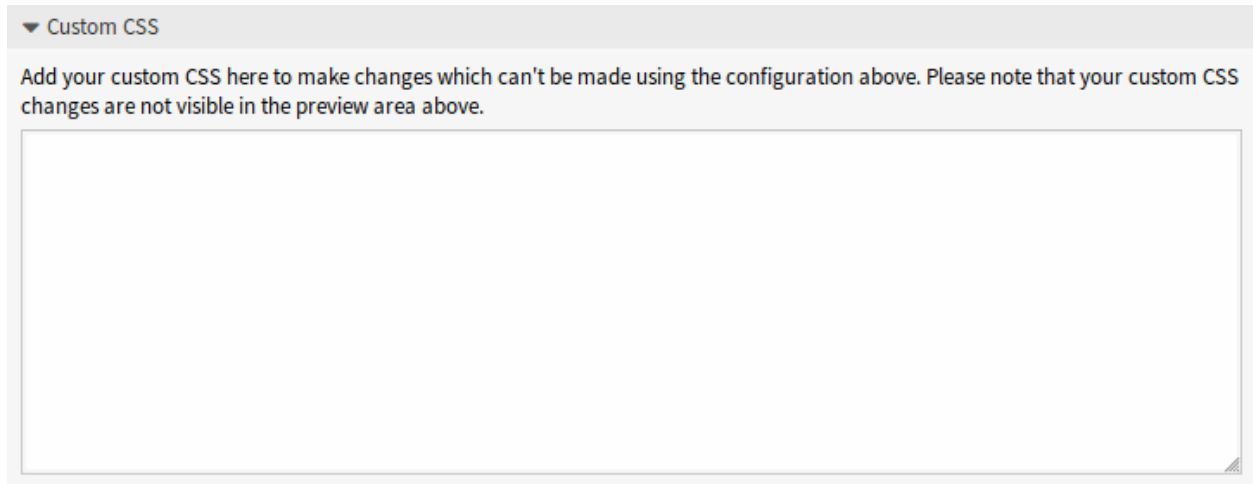 Custom CSS
Add your custom CSS here to make changes which can't be made using the configuration above. Please note that your custom CSS
changes are not visible in the preview area above.